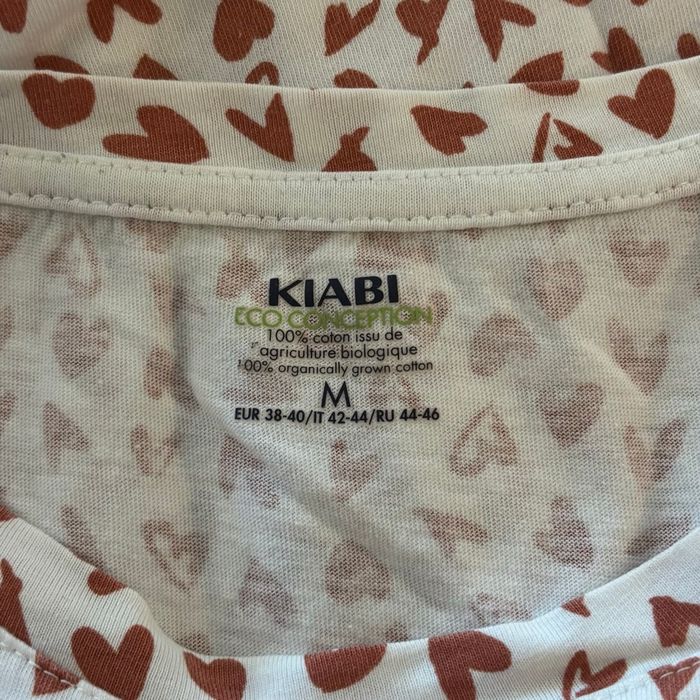 KIABI
ECO CONCEPTION
100% coton issu de
l'agriculture biologique
100% organically grown cotton
M
EUR 38-40/IT 42-44/RU 44-46